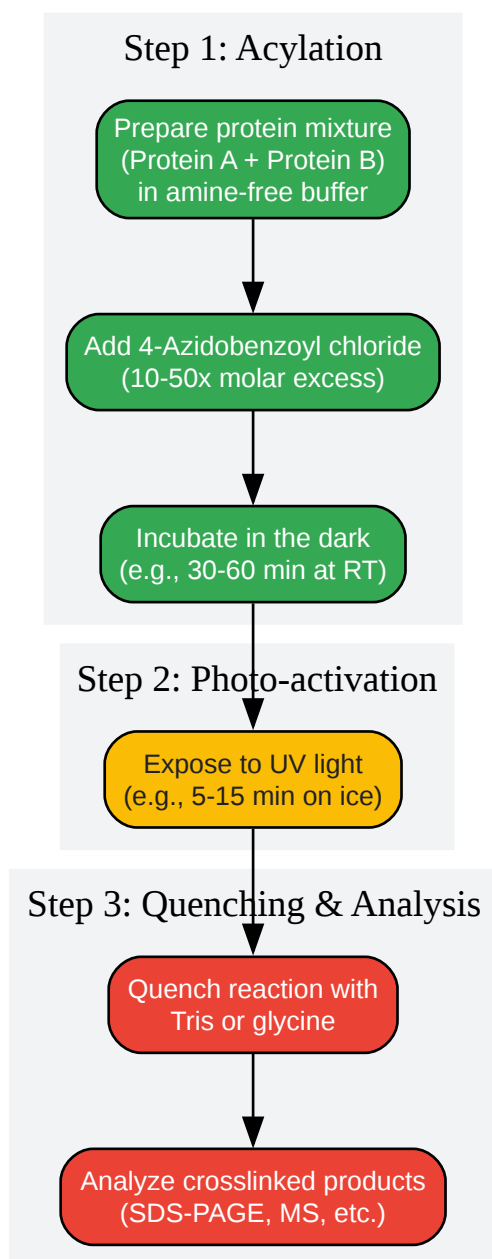 Step 1: Acylation
Prepare protein mixture
(Protein A + Protein B)
in amine-free buffer
Add 4-Azidobenzoyl chloride
(10-50x molar excess)
Incubate in the dark
(e.g., 30-60 min at RT)
Step 2: Photo-activation
Expose to UV light
(e.g., 5-15 min on ice)
Step 3: Quenching & Analysis
Quench reaction with
Tris or glycine
Analyze crosslinked products
(SDS-PAGE, MS, etc.)